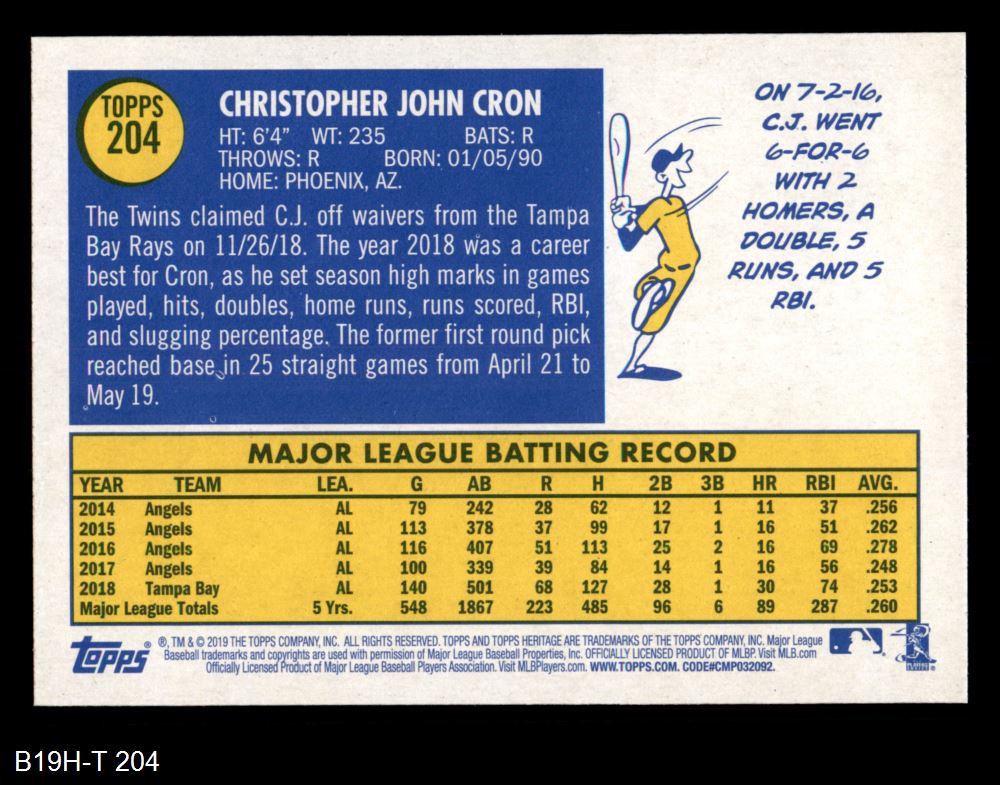 TOPPS
204
CHRISTOPHER JOHN CRON
HT: 6'4" WT: 235 BATS: R
THROWS: R BORN: 01/05/90
HOME: PHOENIX, AZ.
The Twins claimed C.J. off waivers from the Tampa
Bay Rays on 11/26/18. The year 2018 was a career
best for Cron, as he set season high marks in games
played, hits, doubles, home runs, runs scored, RBI,
and slugging percentage. The former first round pick
reached base in 25 straight games from April 21 to
May 19.
ON 7-2-16,
C.J. WENT
6-FOR-6
WITH 2
HOMERS, A
DOUBLE, 5
RUNS, AND 5
RBI.
MAJOR LEAGUE BATTING RECORD
YEAR TEAM LEA. G AB R H 2B 3B HR RBI AVG.
2014 Angels AL 79 242 28 62 12 1 11 37 .256
2015 Angels AL 113 378 37 99 17 1 16 51 .262
2016 Angels AL 116 407 51 113 25 2 16 69 .278
2017 Angels AL 100 339 39 84 14 1 16 56 .248
2018 Tampa Bay AL 140 501 68 127 28 1 30 74 .253
Major League Totals 5 Yrs. 548 1867 223 485 96 6 89 287 .260
Topps
®, TM & © 2019 THE TOPPS COMPANY, INC. ALL RIGHTS RESERVED. TOPPS AND TOPPS HERITAGE ARE TRADEMARKS OF THE TOPPS COMPANY, INC. Major League
Baseball trademarks and copyrights are used with permission of Major League Baseball Properties, Inc. OFFICIALLY LICENSED PRODUCT OF MLBP. Visit MLB.com
Officially Licensed Product of Major League Baseball Players Association. Visit MLBPlayers.com. WWW.TOPPS.COM. CODE#CMP032092.
B19H-T 204